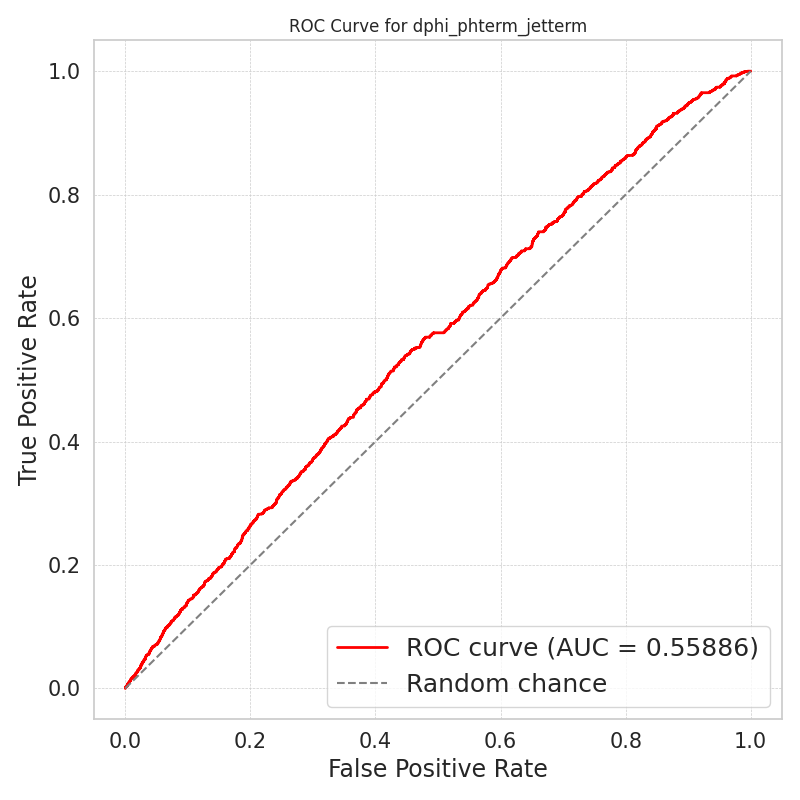 ROC Curve for dphi_phterm_jetterm
True Positive Rate
1.0
0.8
0.6
0.4
0.2
0.0
ROC curve (AUC = 0.55886)
Random chance
0.0 0.2 0.4 0.6 0.8 1.0
False Positive Rate